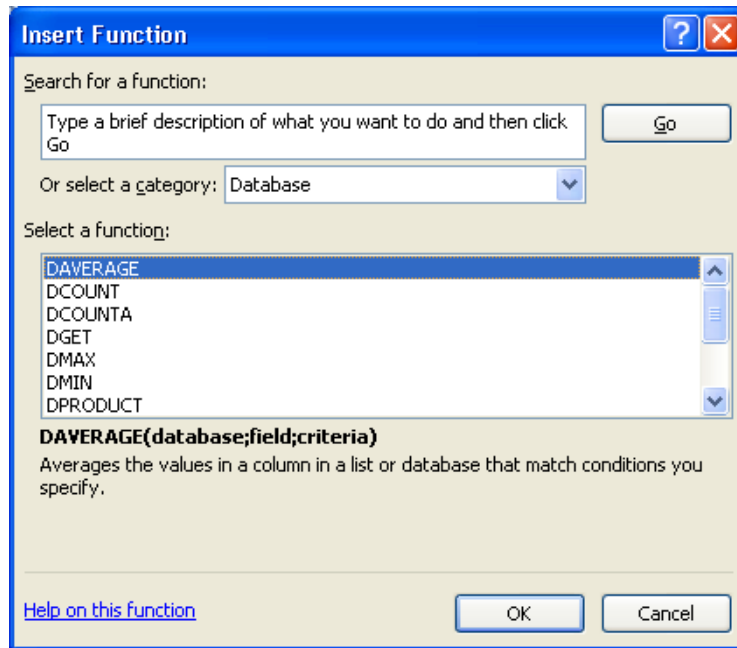 Insert Function
Search for a function:
Type a brief description of what you want to do and then click
Go
Go
Or select a category: Database
Select a function:
DAVERAGE
DCOUNT
DCOUNTA
DGET
DMAX
DMIN
DPRODUCT
DAVERAGE(database;field;criteria)
Averages the values in a column in a list or database that match conditions you
specify.
Help on this function
OK
Cancel